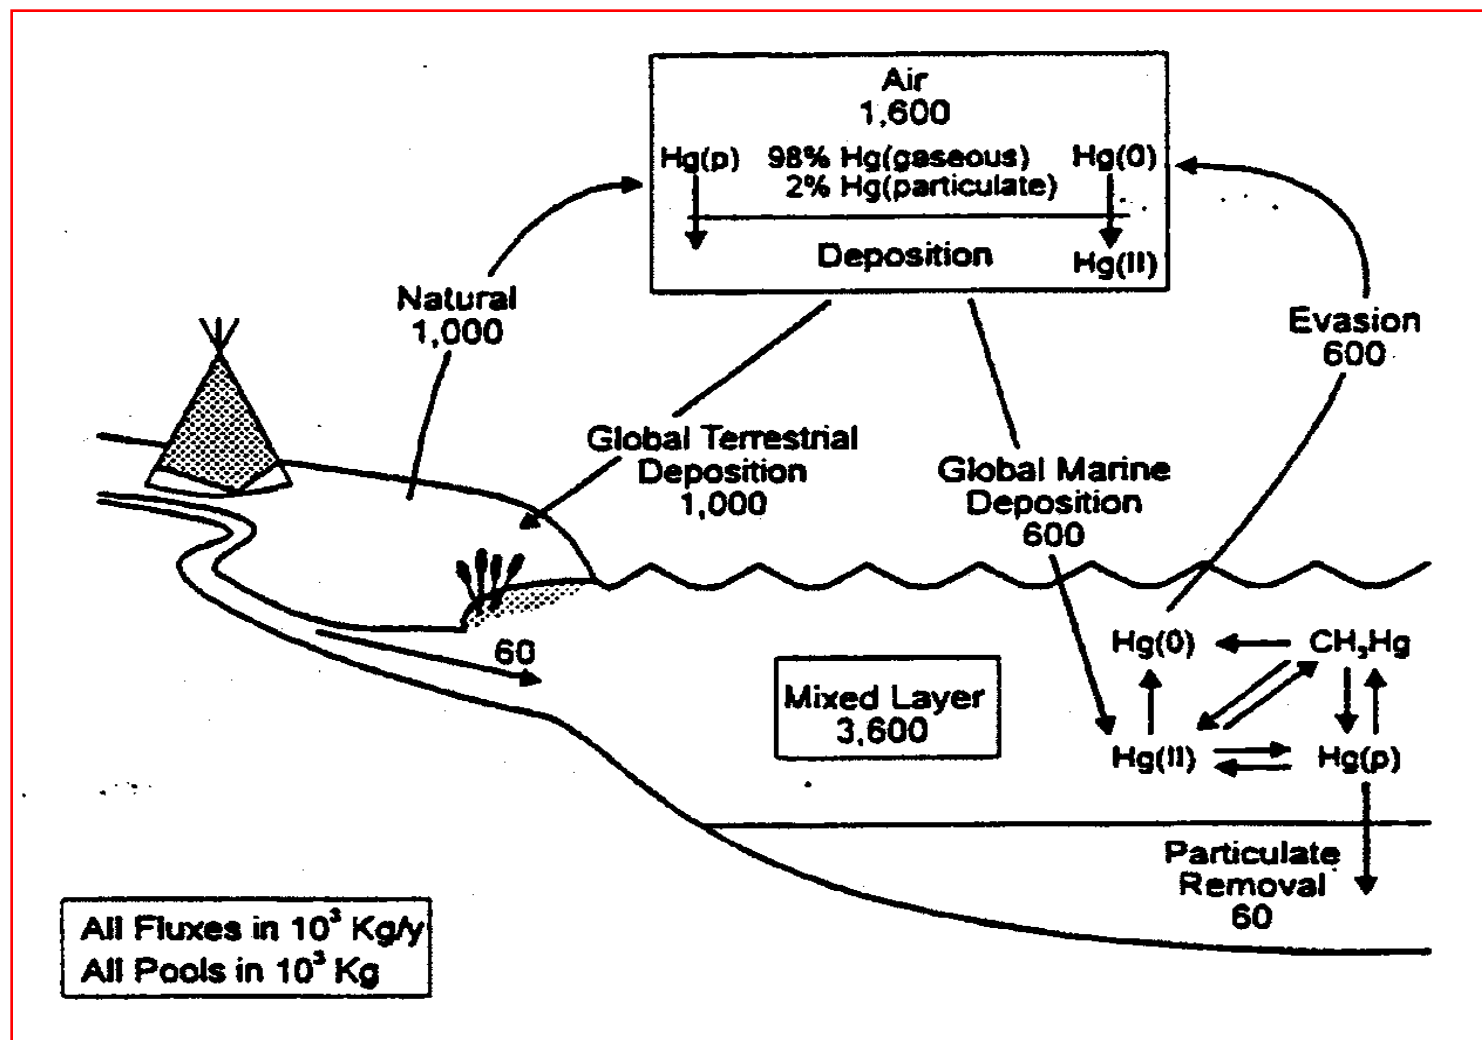 Air
1,600
Hg(p) 98% Hg(gaseous) Hg(0)
2% Hg(particulate)
Deposition Hg(II)
Natural
1,000
Evasion
600
Global Terrestrial
Deposition
1,000
Global Marine
Deposition
600
60
Hg(0) CH₃Hg
Mixed Layer
3,600
Hg(II) Hg(p)
Particulate
Removal
60
All Fluxes in 10³ Kg/y
All Pools in 10³ Kg